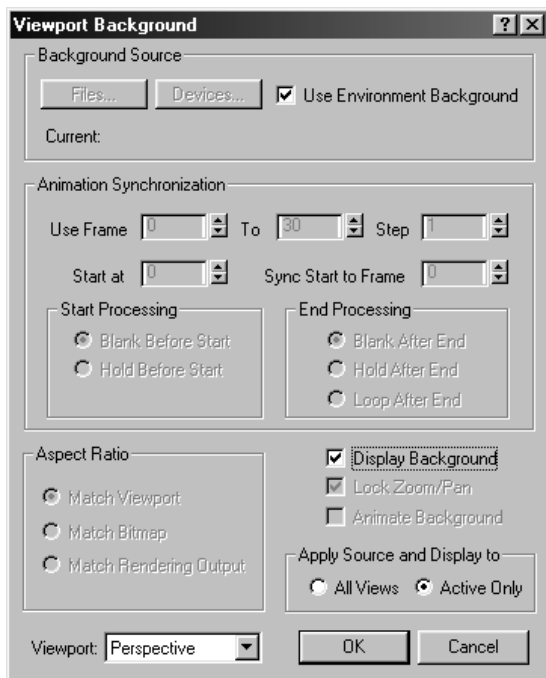 Viewport Background
Background Source
Files... Devices... Use Environment Background
Current:
Animation Synchronization
Use Frame 0 To 30 Step 1
Start at 0 Sync Start to Frame 0
Start Processing
Blank Before Start
Hold Before Start
End Processing
Blank After End
Hold After End
Loop After End
Aspect Ratio
Match Viewport
Match Bitmap
Match Rendering Output
Display Background
Lock Zoom/Pan
Animate Background
Apply Source and Display to
All Views Active Only
Viewport: Perspective OK Cancel